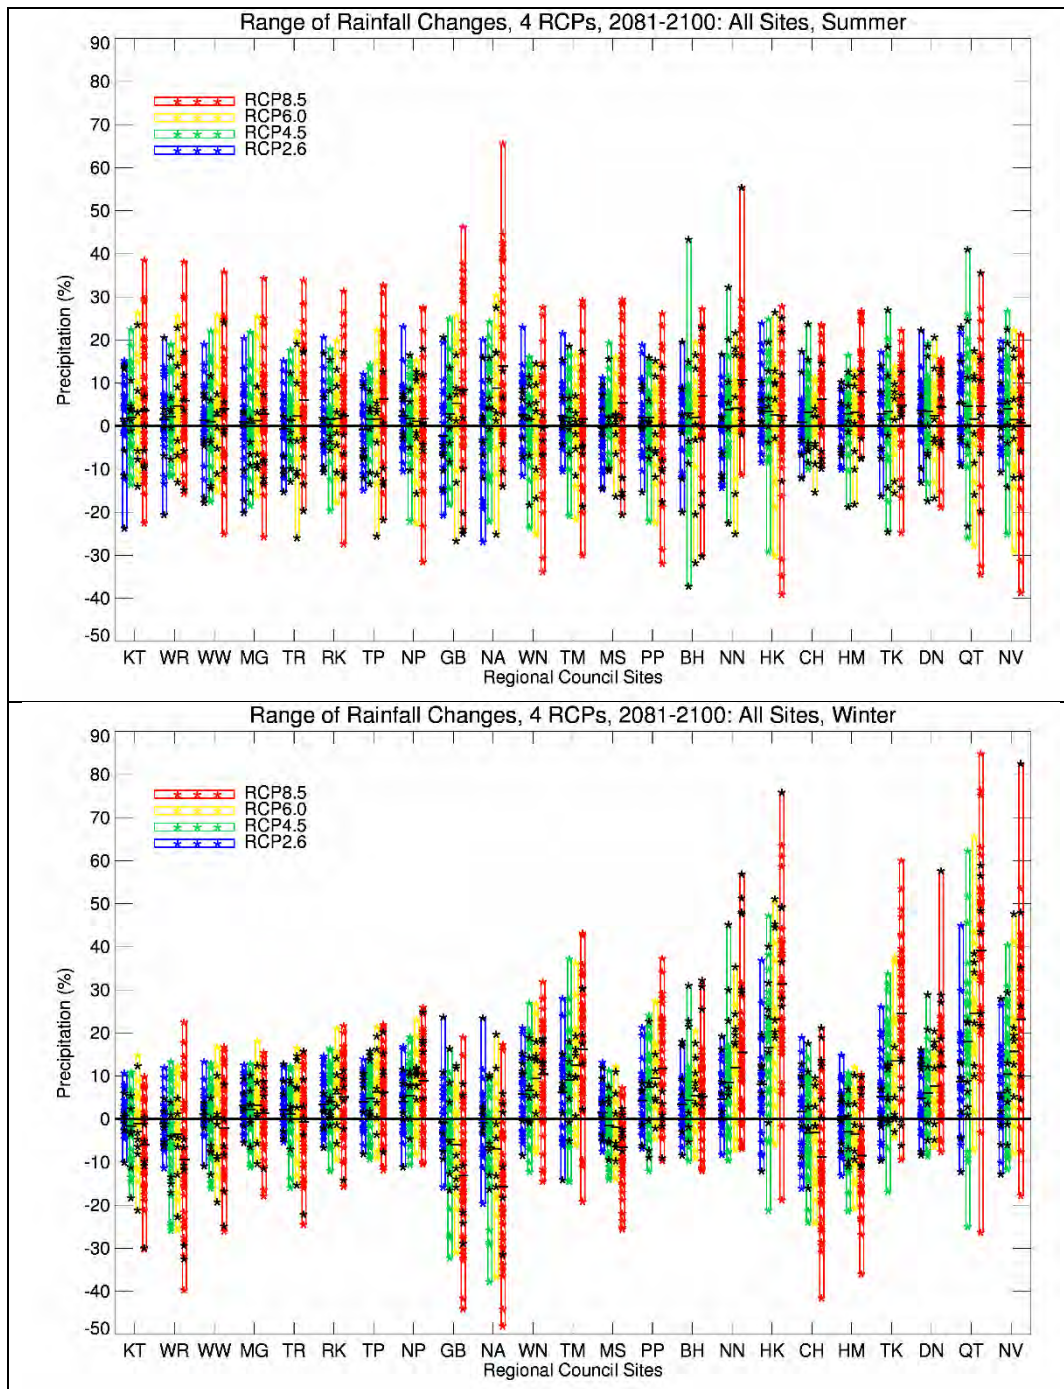 Range of Rainfall Changes, 4 RCPs, 2081-2100: All Sites, Summer
90
80
70
60
50
40
30
20
10
0
-10
-20
-30
-40
-50
Precipitation (%)
RCP8.5
RCP6.0
RCP4.5
RCP2.6
KT WR WW MG TR RK TP NP GB NA WN TM MS PP BH NN HK CH HM TK DN QT NV
Regional Council Sites
Range of Rainfall Changes, 4 RCPs, 2081-2100: All Sites, Winter
90
80
70
60
50
40
30
20
10
0
-10
-20
-30
-40
-50
Precipitation (%)
RCP8.5
RCP6.0
RCP4.5
RCP2.6
KT WR WW MG TR RK TP NP GB NA WN TM MS PP BH NN HK CH HM TK DN QT NV
Regional Council Sites